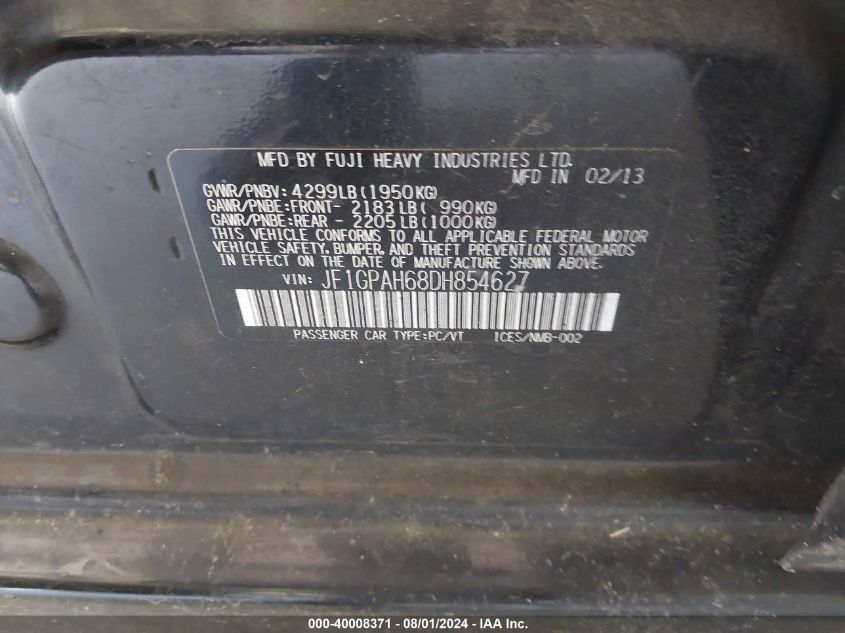 MFD BY FUJI HEAVY INDUSTRIES LTD.
MFD IN 02/13
GVWR/PNBV: 4299LB(1950KG)
GAWR/PNBE:FRONT- 2183LB( 990KG)
GAWR/PNBE:REAR - 2205LB(1000KG)
THIS VEHICLE CONFORMS TO ALL APPLICABLE FEDERAL MOTOR
VEHICLE SAFETY, BUMPER, AND THEFT PREVENTION STANDARDS
IN EFFECT ON THE DATE OF MANUFACTURE SHOWN ABOVE.
VIN: JF1GPAH68DH854627
PASSENGER CAR TYPE:PC/VT ICES/NMB-002
000-40008371 - 08/01/2024 - IAA Inc.